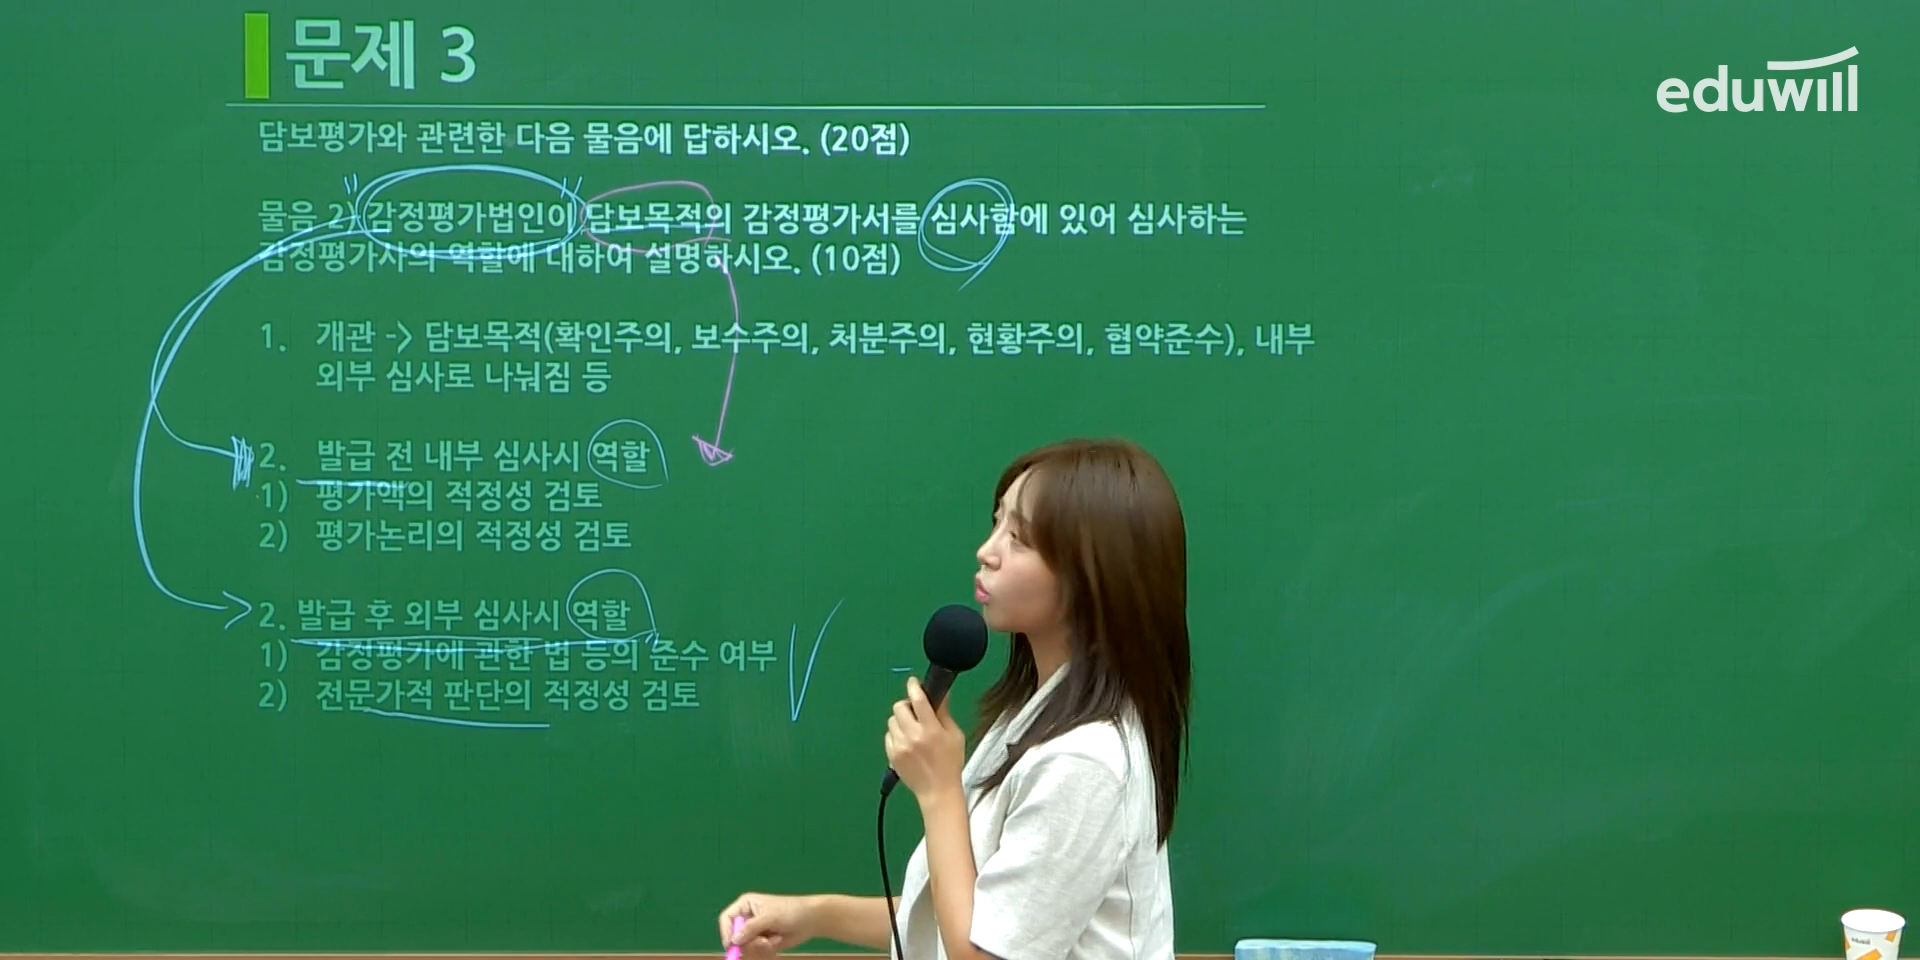 문제 3
eduwill
담보평가와 관련한 다음 물음에 답하시오. (20점)
물음 2) 감정평가법인이 담보목적의 감정평가서를 심사함에 있어 심사하는
감정평가사의 역할에 대하여 설명하시오. (10점)
1. 개관 -> 담보목적(확인주의, 보수주의, 처분주의, 현황주의, 협약준수), 내부
외부 심사로 나눠짐 등
2. 발급 전 내부 심사시 역할
1) 평가액의 적정성 검토
2) 평가논리의 적정성 검토
2. 발급 후 외부 심사시 역할
1) 감정평가에 관한 법 등의 준수 여부
2) 전문가적 판단의 적정성 검토
eduwill